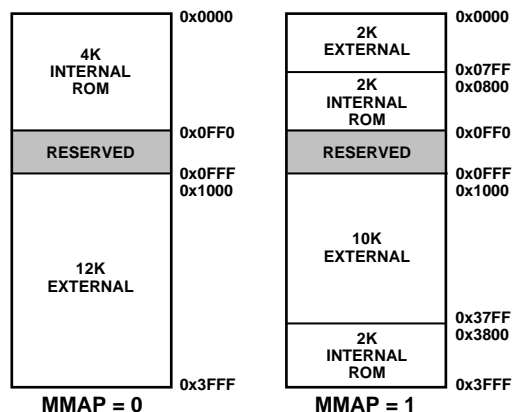 0x0000
4K
INTERNAL
ROM
0x0FF0
RESERVED
0x0FFF
0x1000
12K
EXTERNAL
0x3FFF
MMAP = 0
0x0000
2K
EXTERNAL
0x07FF
0x0800
2K
INTERNAL
ROM
0x0FF0
RESERVED
0x0FFF
0x1000
10K
EXTERNAL
0x37FF
0x3800
2K
INTERNAL
ROM
0x3FFF
MMAP = 1